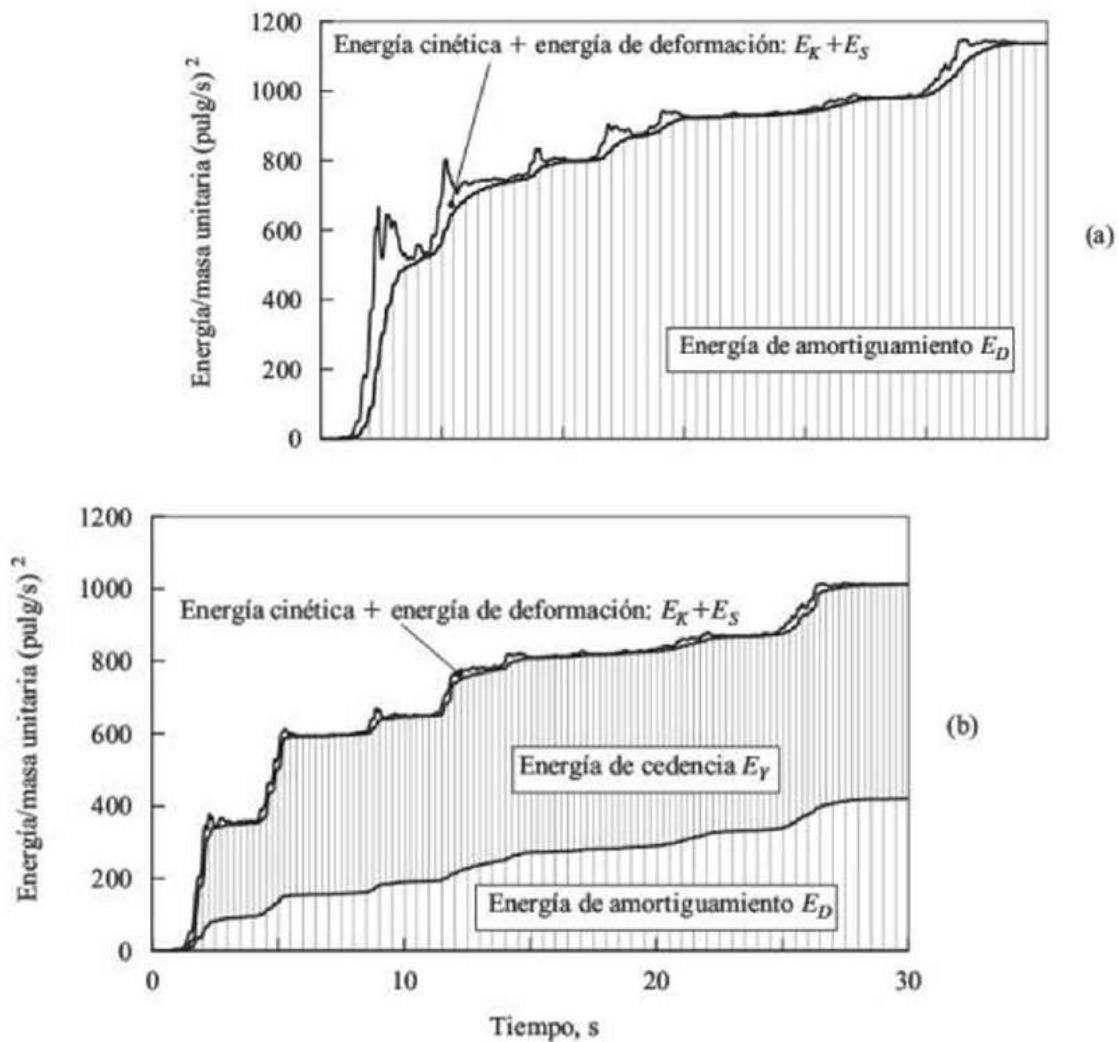 1200
Energía cinética + energía de deformación: E_K + E_S
1000
800
600
400
200
0
Energía/masa unitaria (pulg/s)²
Energía de amortiguamiento E_D
(a)
1200
1000
Energía cinética + energía de deformación: E_K + E_S
800
600
400
200
0
Energía/masa unitaria (pulg/s)²
Energía de cedencia E_Y
(b)
Energía de amortiguamiento E_D
0 10 20 30
Tiempo, s